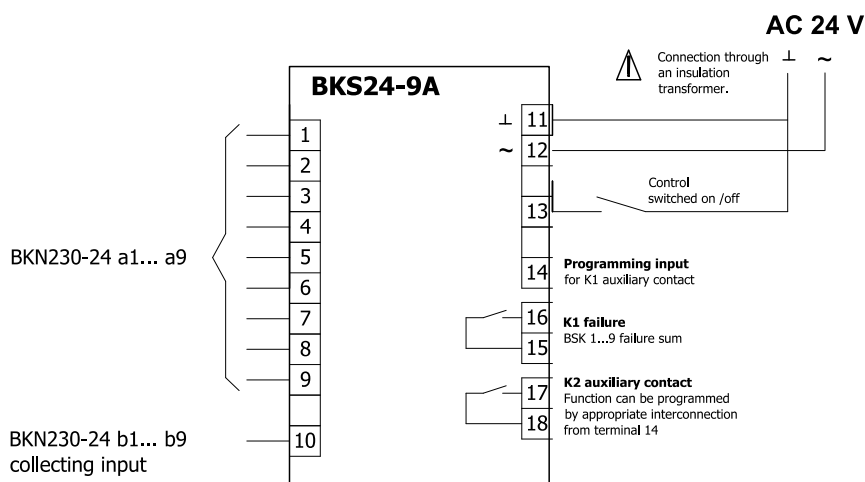 AC 24 V
⊥ ~
Connection through
an insulation
transformer.
BKS24-9A
1
2
3
4
5
6
7
8
9
10
BKN230-24 a1... a9
BKN230-24 b1... b9
collecting input
⊥ 11
~ 12
13
Control
switched on /off
14
Programming input
for K1 auxiliary contact
16
15
K1 failure
BSK 1...9 failure sum
17
18
K2 auxiliary contact
Function can be programmed
by appropriate interconnection
from terminal 14